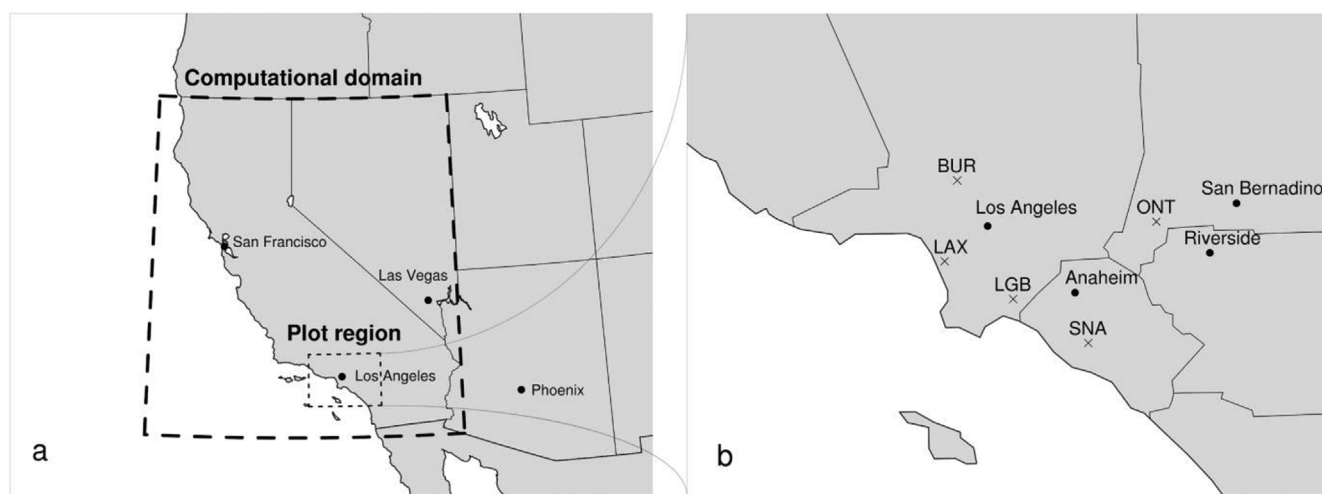 Computational domain
San Francisco
Las Vegas
Plot region
Los Angeles
Phoenix
a
BUR
San Bernadino
Los Angeles
ONT
Riverside
LAX
LGB
Anaheim
SNA
b